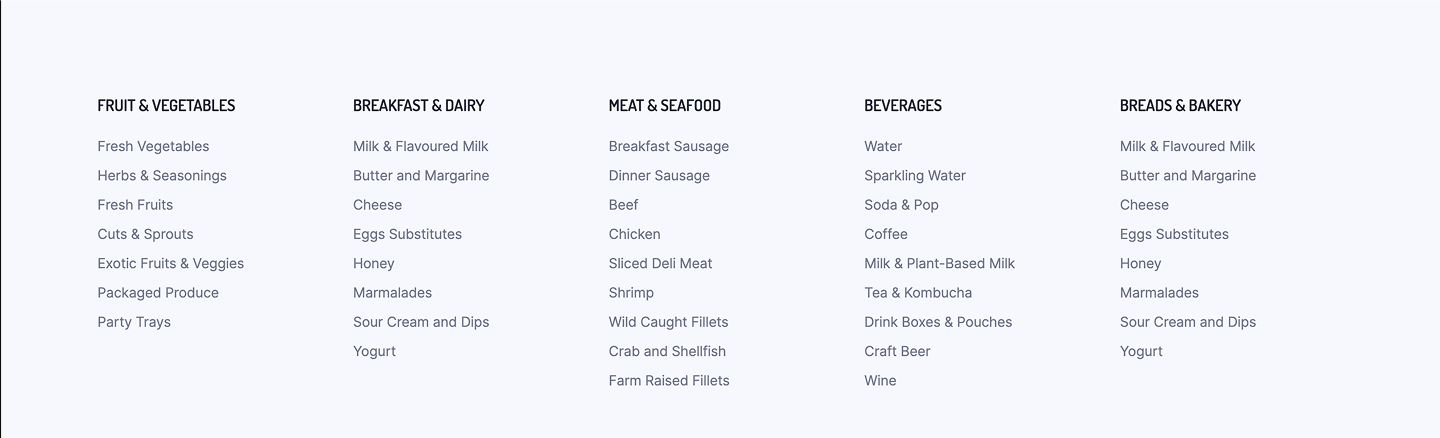 FRUIT & VEGETABLES
Fresh Vegetables
Herbs & Seasonings
Fresh Fruits
Cuts & Sprouts
Exotic Fruits & Veggies
Packaged Produce
Party Trays
BREAKFAST & DAIRY
Milk & Flavoured Milk
Butter and Margarine
Cheese
Eggs Substitutes
Honey
Marmalades
Sour Cream and Dips
Yogurt
MEAT & SEAFOOD
Breakfast Sausage
Dinner Sausage
Beef
Chicken
Sliced Deli Meat
Shrimp
Wild Caught Fillets
Crab and Shellfish
Farm Raised Fillets
BEVERAGES
Water
Sparkling Water
Soda & Pop
Coffee
Milk & Plant-Based Milk
Tea & Kombucha
Drink Boxes & Pouches
Craft Beer
Wine
BREADS & BAKERY
Milk & Flavoured Milk
Butter and Margarine
Cheese
Eggs Substitutes
Honey
Marmalades
Sour Cream and Dips
Yogurt